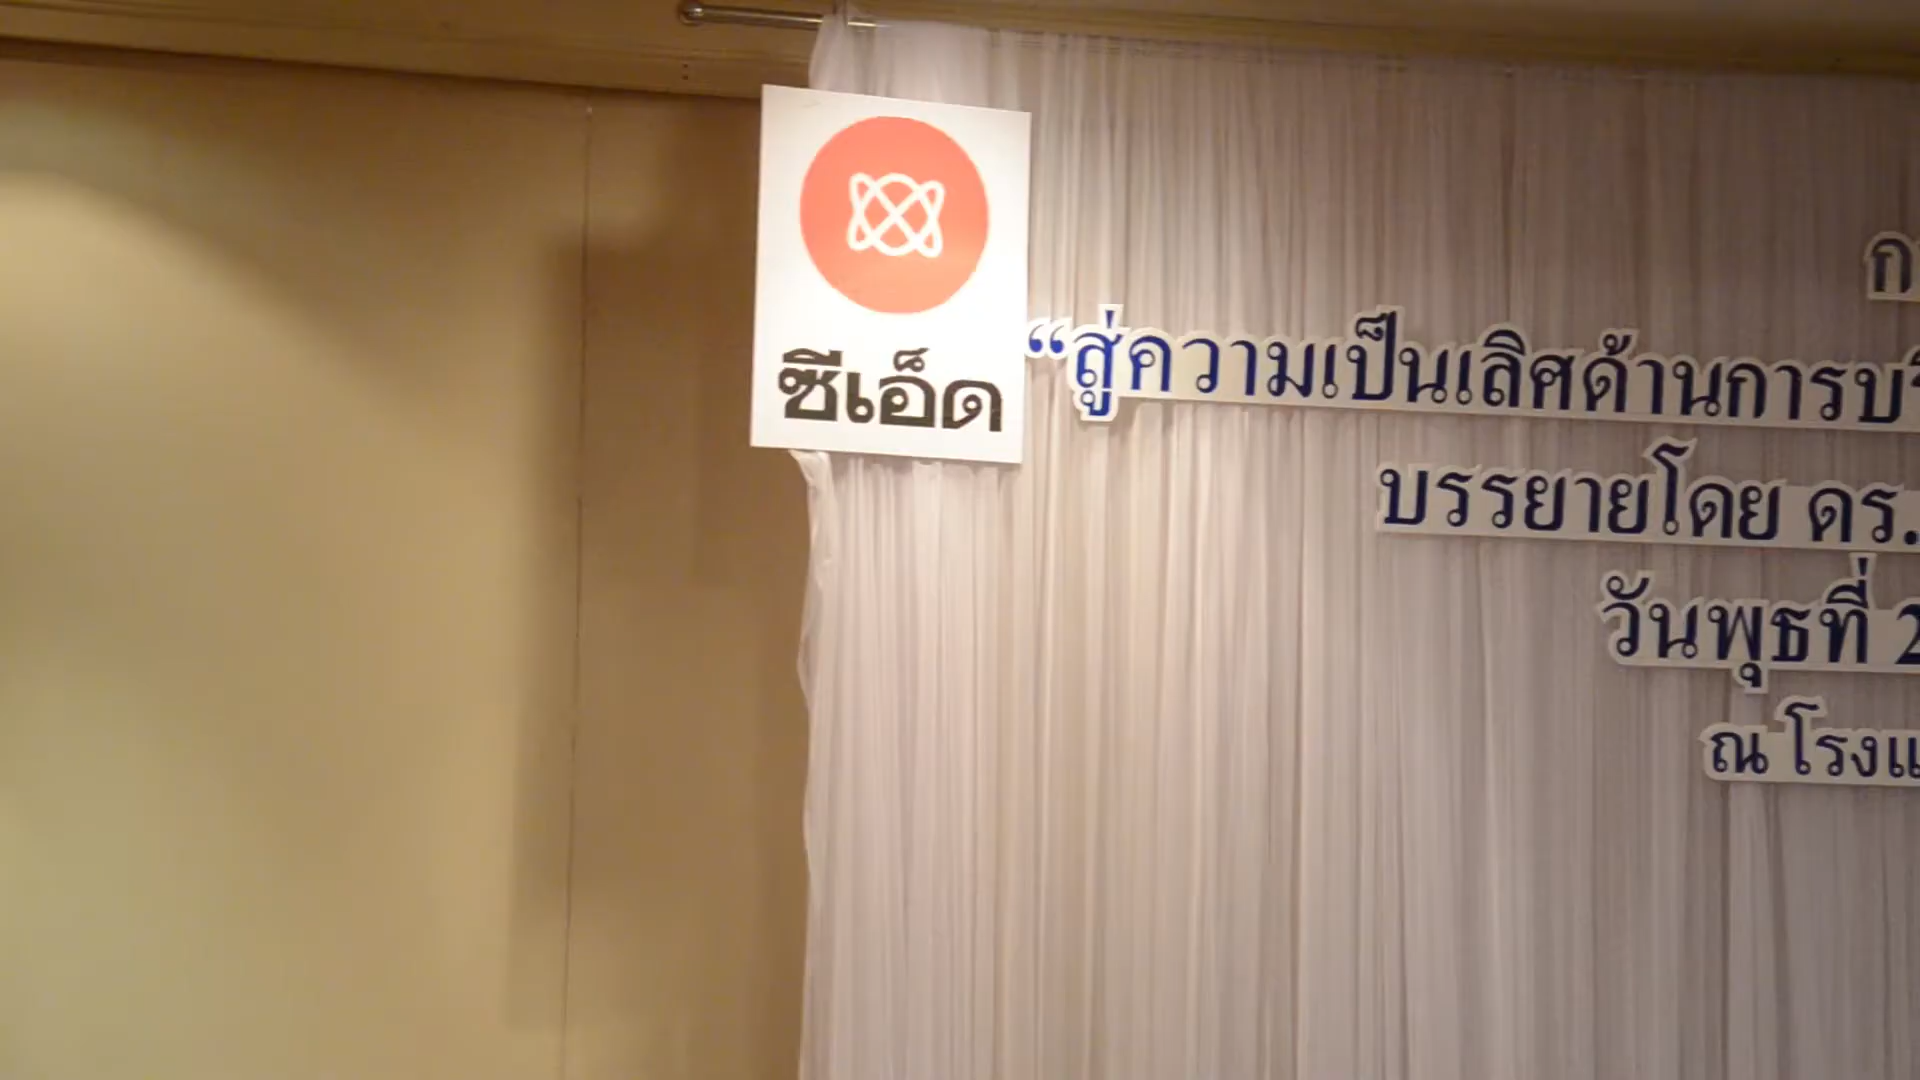 ซีเอ็ด
“สู่ความเป็นเลิศด้านการบริ
บรรยายโดย ดร.
วันพุธที่ 2
ณ โรงแ